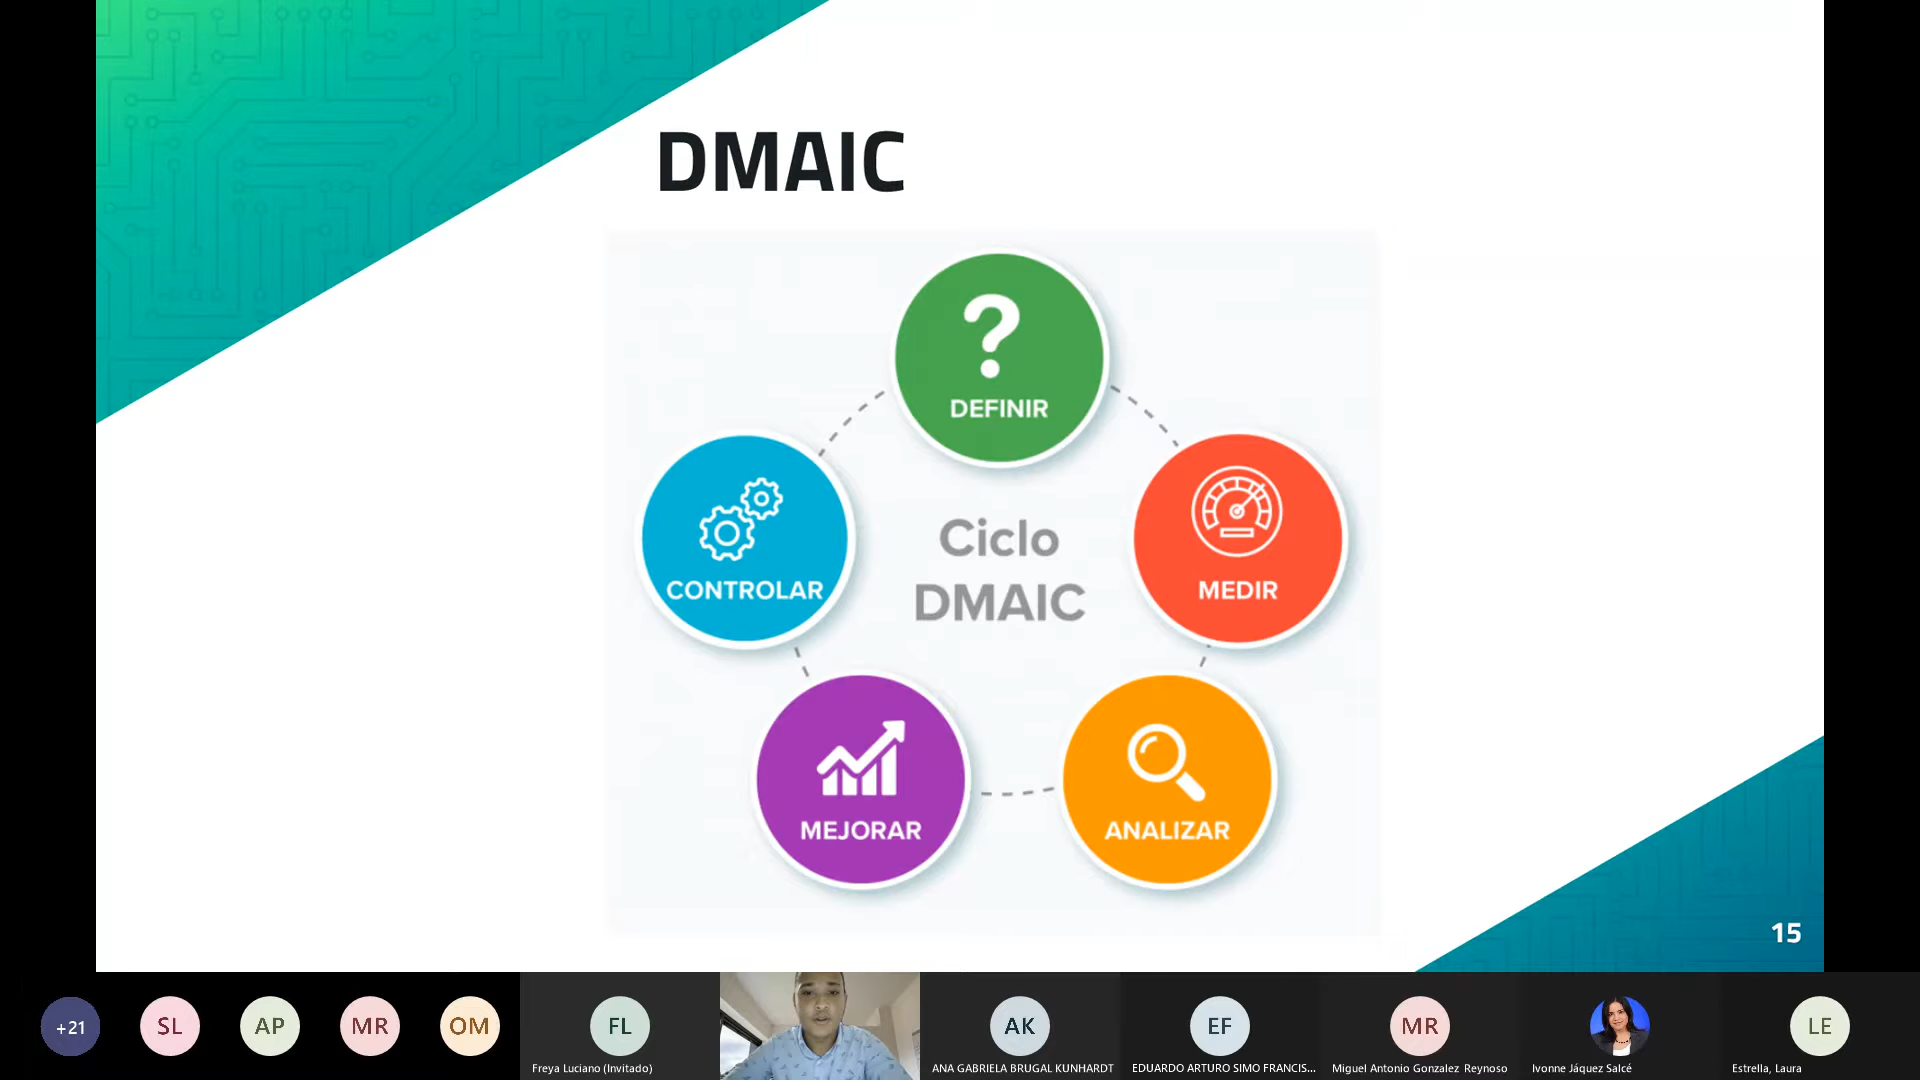 DMAIC
DEFINIR
CONTROLAR
Ciclo
DMAIC
MEDIR
MEJORAR
ANALIZAR
15
+21
SL
AP
MR
OM
FL
Freya Luciano (Invitado)
AK
ANA GABRIELA BRUGAL KUNHARDT
EF
EDUARDO ARTURO SIMO FRANCIS...
MR
Miguel Antonio Gonzalez Reynoso
Ivonne Jáquez Salcé
LE
Estrella, Laura